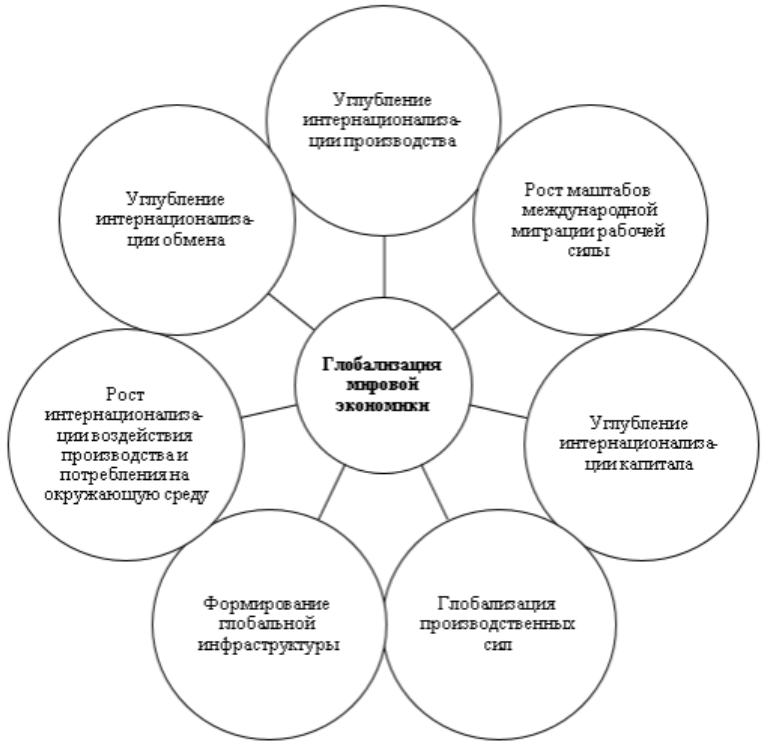 Углубление
интернационализа-
ции производства
Рост маштабов
международной
миграции рабочей
силы
Углубление
интернационализа-
ции обмена
Глобализация
мировой
экономики
Рост
интернационализа-
ции воздействия
производства и
потребления на
окружающую среду
Углубление
интернационализа-
ции капитала
Формирование
глобальной
инфраструктуры
Глобализация
производственных
сил